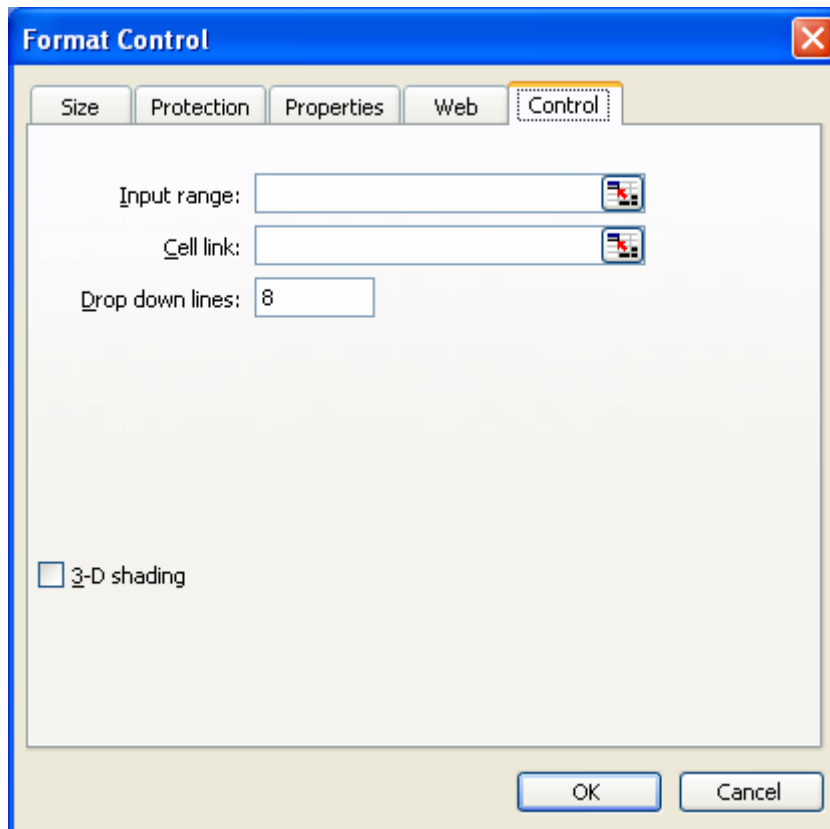 Format Control
Size Protection Properties Web Control
Input range:
Cell link:
Drop down lines: 8
3-D shading
OK Cancel